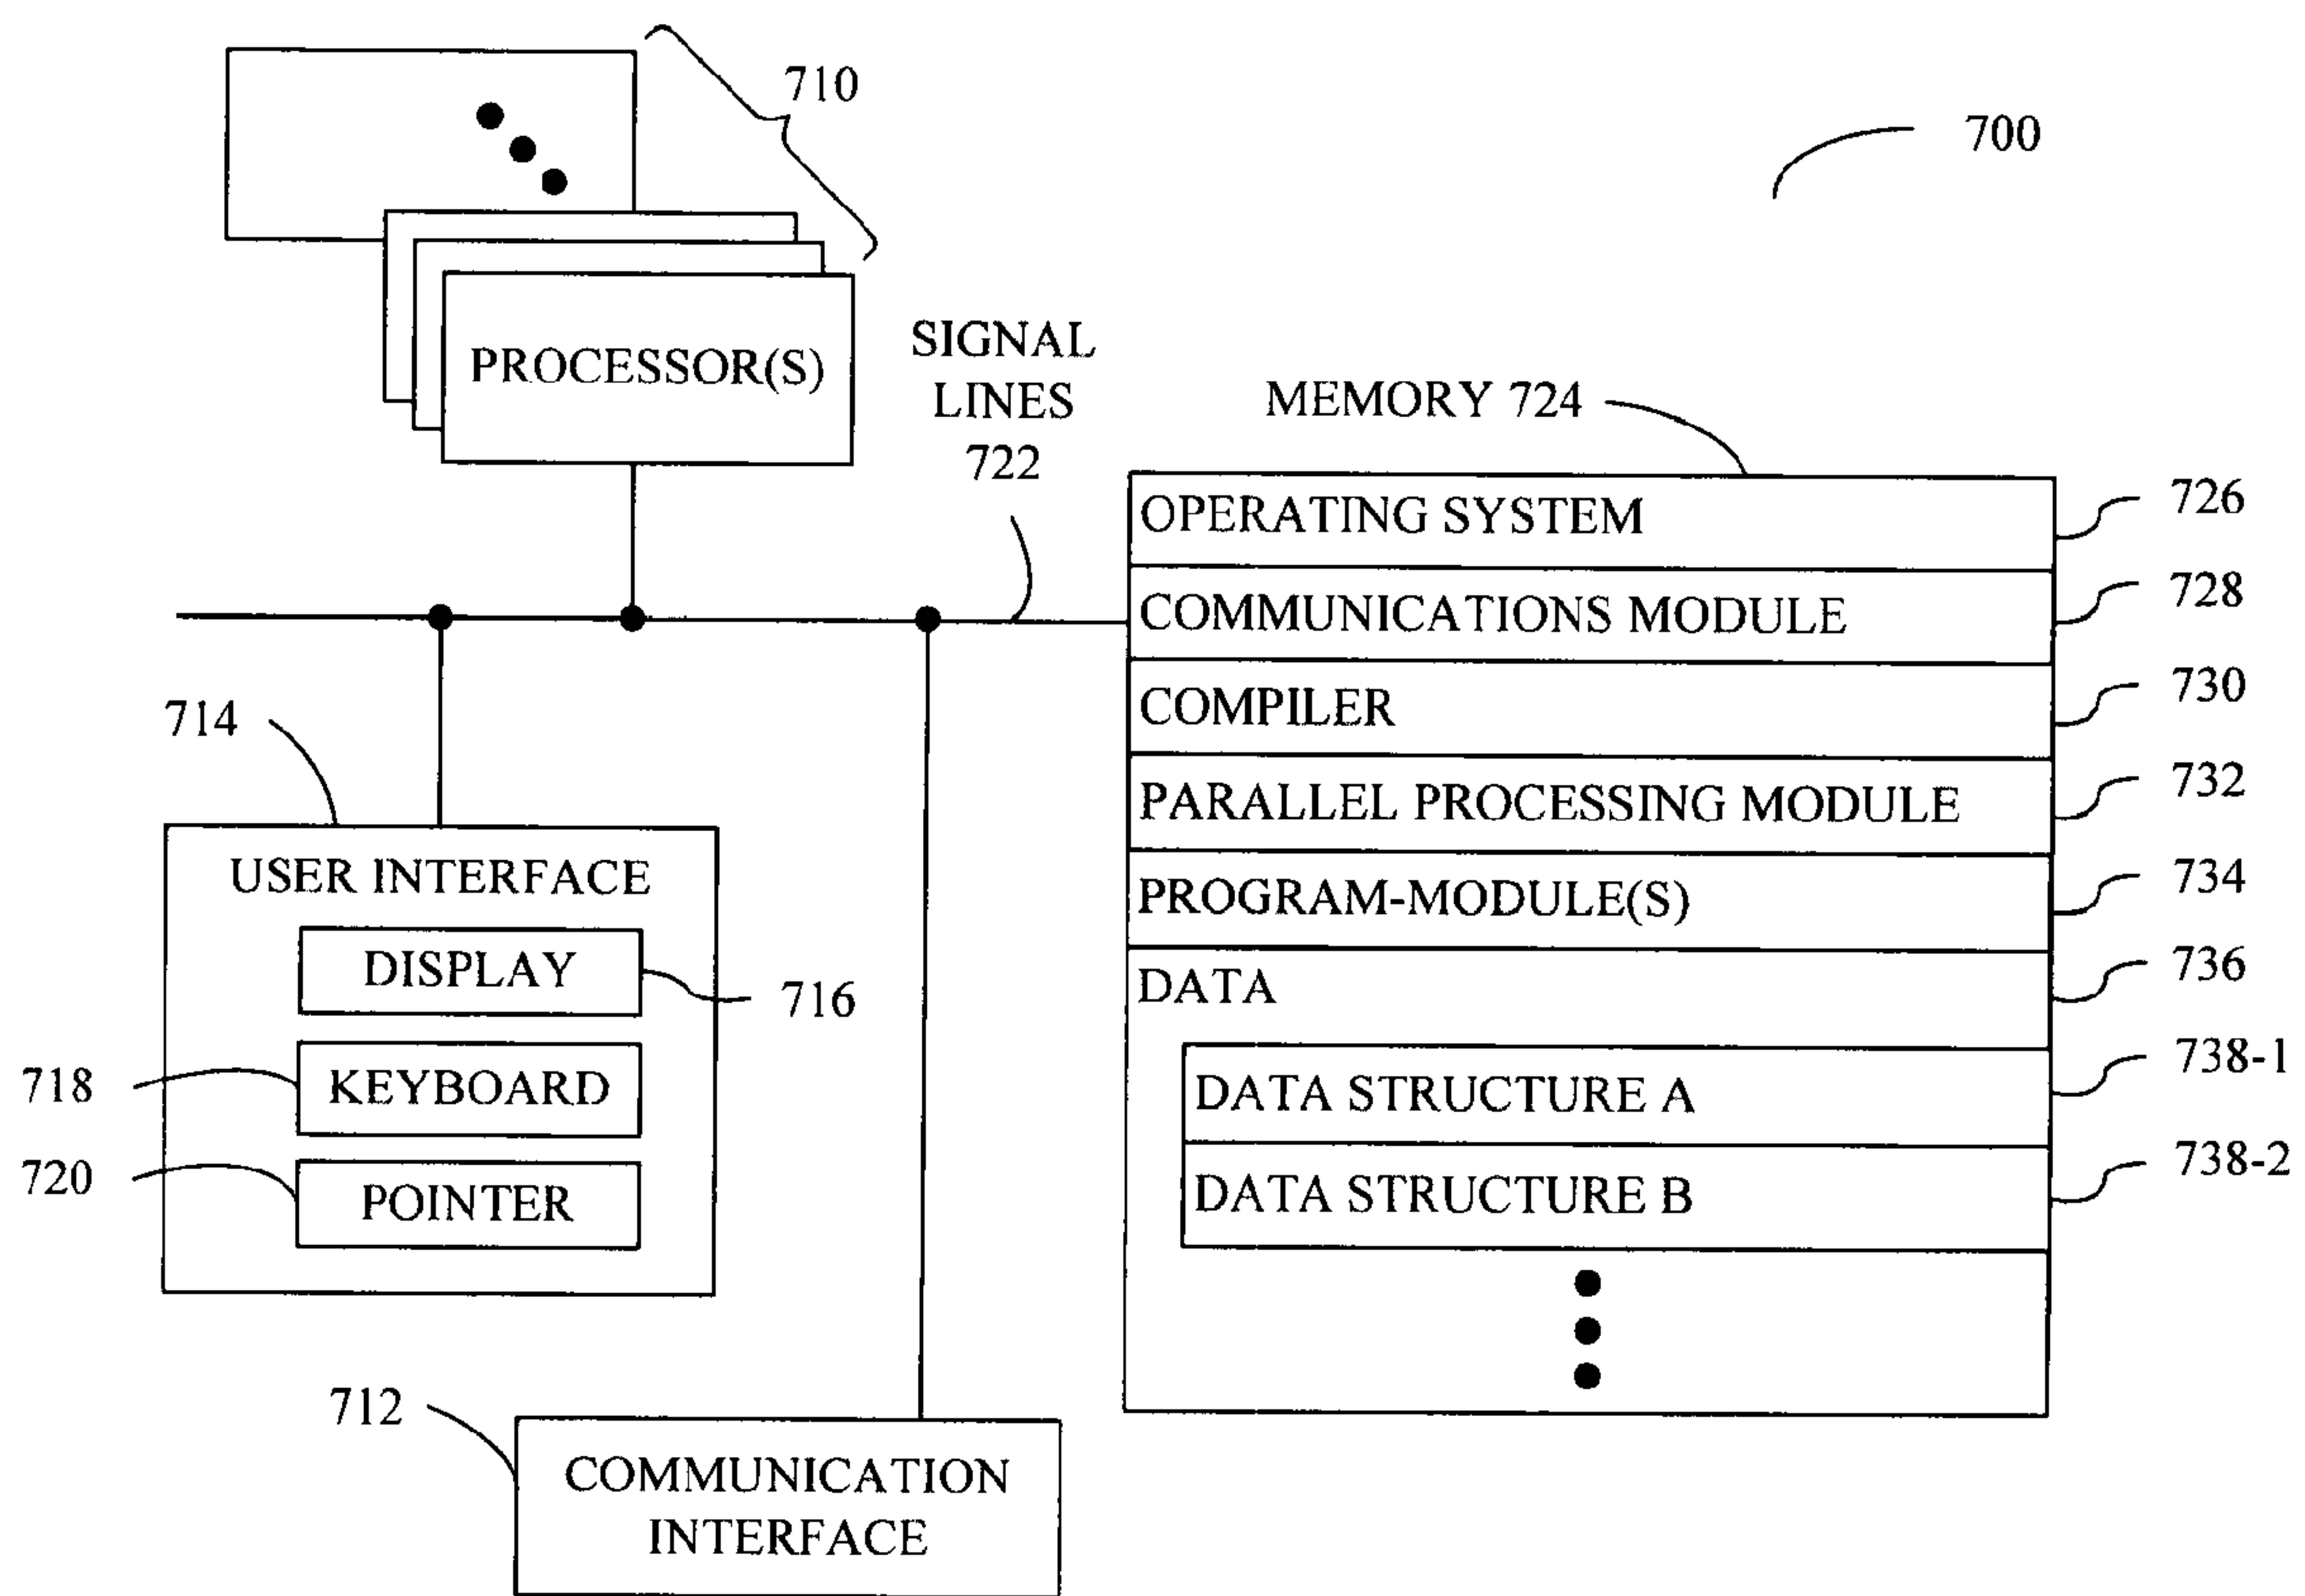 710
700
PROCESSOR(S)
SIGNAL
LINES
722
MEMORY 724
OPERATING SYSTEM
726
COMMUNICATIONS MODULE
728
COMPILER
730
PARALLEL PROCESSING MODULE
732
PROGRAM-MODULE(S)
734
DATA
736
DATA STRUCTURE A
738-1
DATA STRUCTURE B
738-2
714
USER INTERFACE
DISPLAY
716
718
KEYBOARD
720
POINTER
712
COMMUNICATION
INTERFACE